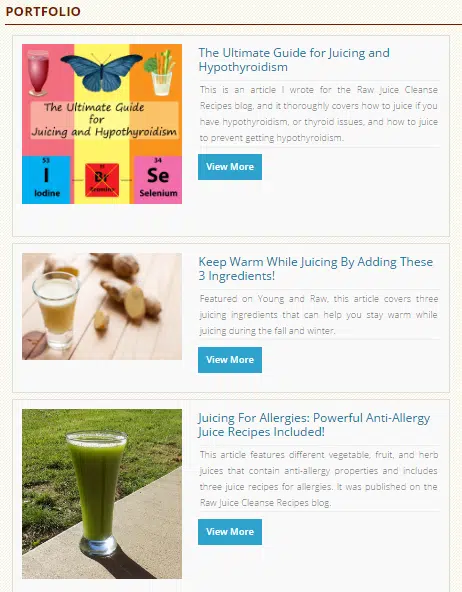 PORTFOLIO
The Ultimate Guide
for
Juicing and Hypothyroidism
53
I
Iodine
Br
Bromine
34
Se
Selenium
The Ultimate Guide for Juicing and
Hypothyroidism
This is an article I wrote for the Raw Juice Cleanse
Recipes blog, and it thoroughly covers how to juice if you
have hypothyroidism, or thyroid issues, and how to juice
to prevent getting hypothyroidism.
View More
Keep Warm While Juicing By Adding These
3 Ingredients!
Featured on Young and Raw, this article covers three
juicing ingredients that can help you stay warm while
juicing during the fall and winter.
View More
Juicing For Allergies: Powerful Anti-Allergy
Juice Recipes Included!
This article features different vegetable, fruit, and herb
juices that contain anti-allergy properties and includes
three juice recipes for allergies. It was published on the
Raw Juice Cleanse Recipes blog.
View More